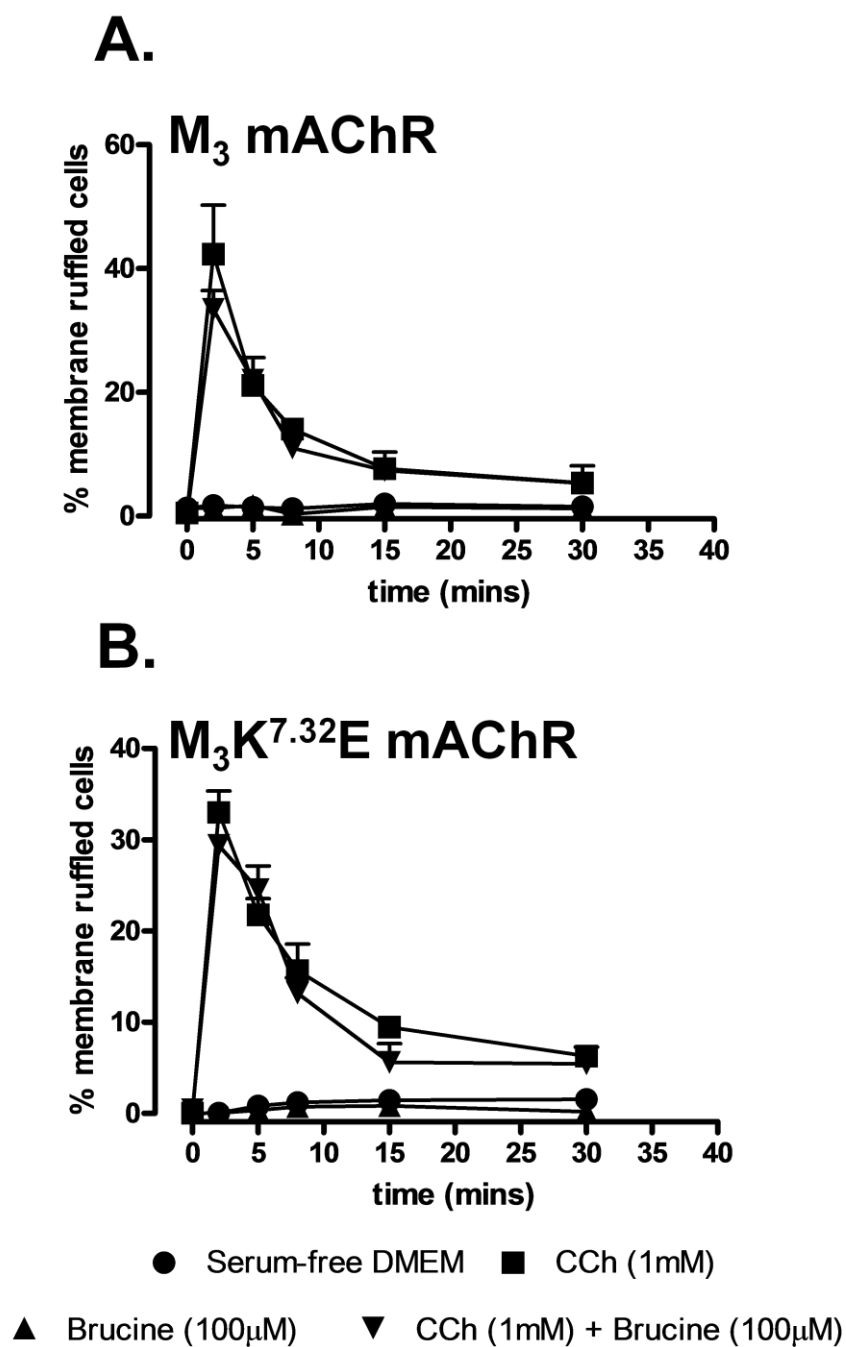 A.
M₃ mAChR
% membrane ruffled cells
60
40
20
0
0 5 10 15 20 25 30 35 40
time (mins)
B.
M₃K⁷·³²E mAChR
% membrane ruffled cells
40
30
20
10
0
0 5 10 15 20 25 30 35 40
time (mins)
Serum-free DMEM CCh (1mM)
Brucine (100μM) CCh (1mM) + Brucine (100μM)